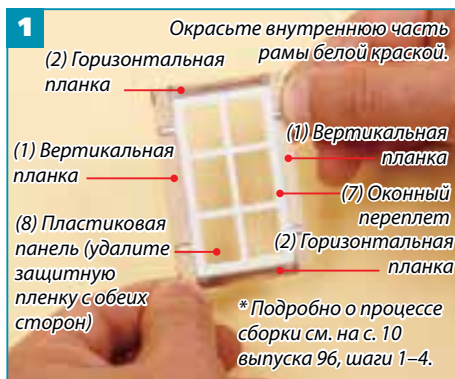 1
Окрасьте внутреннюю часть
рамы белой краской.
(2) Горизонтальная
планка
(1) Вертикальная
планка
(1) Вертикальная
планка
(7) Оконный
переплет
(8) Пластиковая
панель (удалите
защитную
пленку с обеих
сторон)
(2) Горизонтальная
планка
* Подробно о процессе
сборки см. на с. 10
выпуска 96, шаги 1–4.